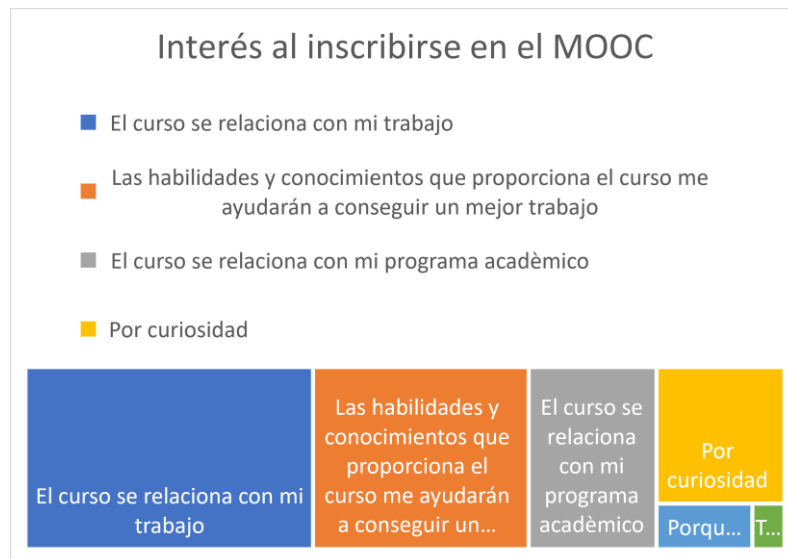 Interés al inscribirse en el MOOC
El curso se relaciona con mi trabajo
Las habilidades y conocimientos que proporciona el curso me
ayudarán a conseguir un mejor trabajo
El curso se relaciona con mi programa acadèmico
Por curiosidad
El curso se relaciona con mi
trabajo
Las habilidades y
conocimientos que
proporciona el
curso me ayudarán
a conseguir un...
El curso se
relaciona
con mi
programa
acadèmico
Por
curiosidad
Porqu...
T...